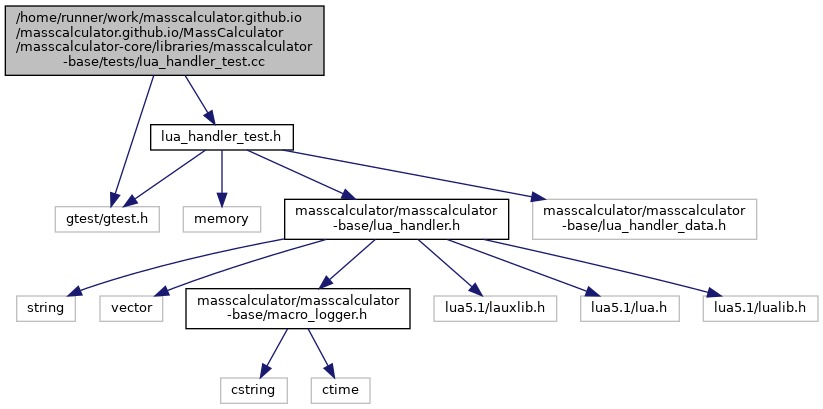 /home/runner/work/masscalculator.github.io
/masscalculator.github.io/MassCalculator
/masscalculator-core/libraries/masscalculator
-base/tests/lua_handler_test.cc
lua_handler_test.h
gtest/gtest.h
memory
masscalculator/masscalculator
-base/lua_handler.h
masscalculator/masscalculator
-base/lua_handler_data.h
string
vector
masscalculator/masscalculator
-base/macro_logger.h
lua5.1/lauxlib.h
lua5.1/lua.h
lua5.1/lualib.h
cstring
ctime